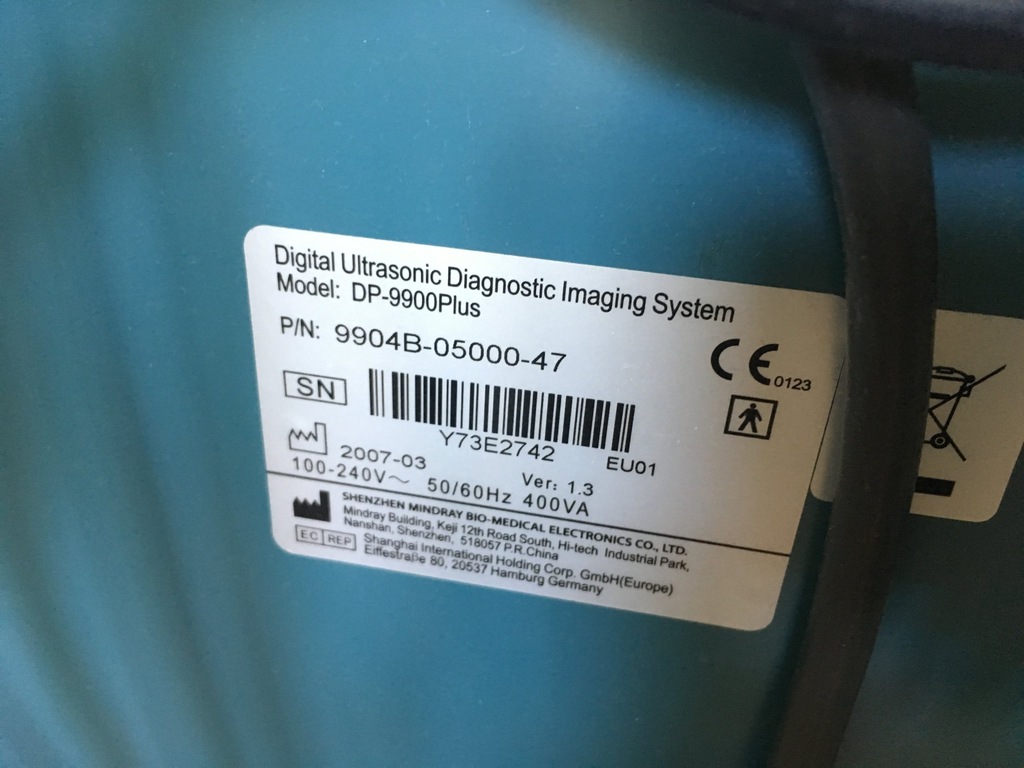 Digital Ultrasonic Diagnostic Imaging System
Model: DP-9900Plus
P/N: 9904B-05000-47
CE 0123
SN
Y73E2742
EU01
2007-03
Ver: 1.3
100-240V～ 50/60Hz 400VA
SHENZHEN MINDRAY BIO-MEDICAL ELECTRONICS CO., LTD.
Mindray Building, Keji 12th Road South, Hi-tech Industrial Park,
Nanshan, Shenzhen, 518057 P.R.China
EC REP
Shanghai International Holding Corp. GmbH(Europe)
Eiffestraße 80, 20537 Hamburg Germany